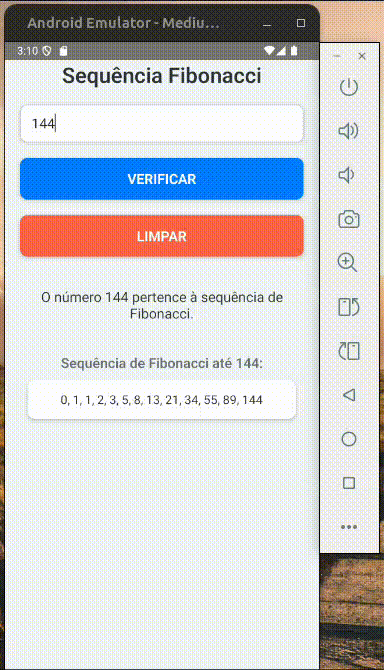 Android Emulator - Mediu...
3:10
Sequência Fibonacci
144
VERIFICAR
LIMPAR
O número 144 pertence à sequência de
Fibonacci.
Sequência de Fibonacci até 144:
0, 1, 1, 2, 3, 5, 8, 13, 21, 34, 55, 89, 144